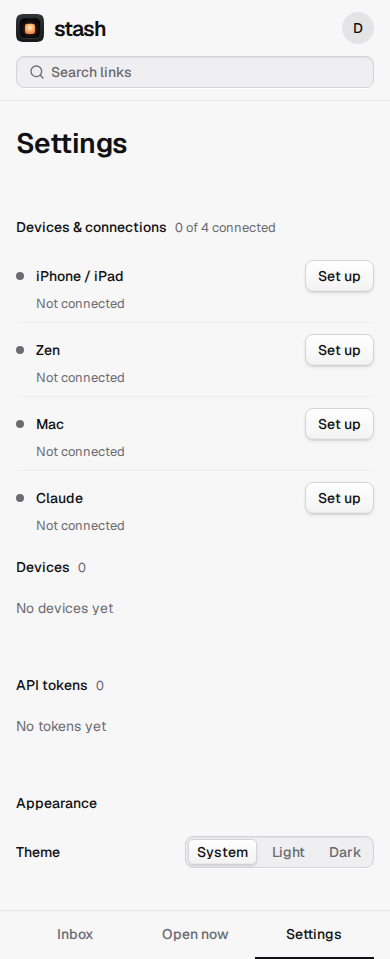 stash
D
Search links
Settings
Devices & connections 0 of 4 connected
iPhone / iPad
Set up
Not connected
Zen
Set up
Not connected
Mac
Set up
Not connected
Claude
Set up
Not connected
Devices 0
No devices yet
API tokens 0
No tokens yet
Appearance
Theme
System Light Dark
Inbox Open now Settings